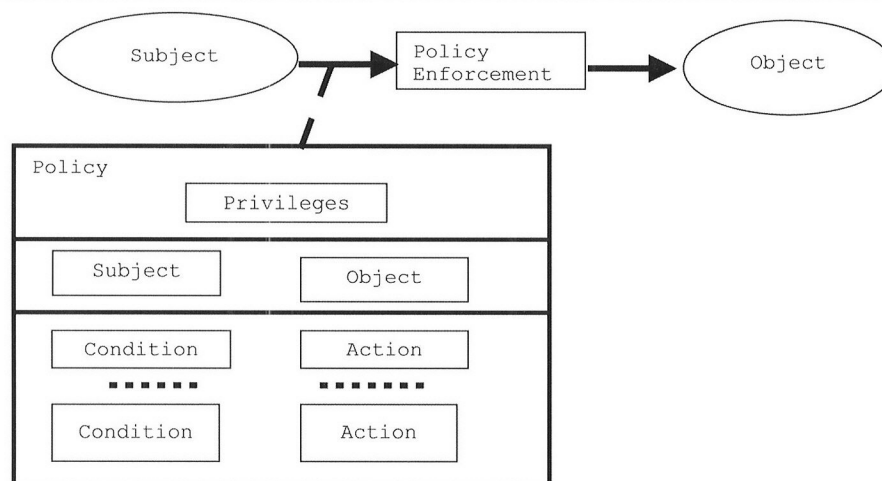 Subject
Policy
Enforcement
Object
Policy
Privileges
Subject
Object
Condition
Action
Condition
Action